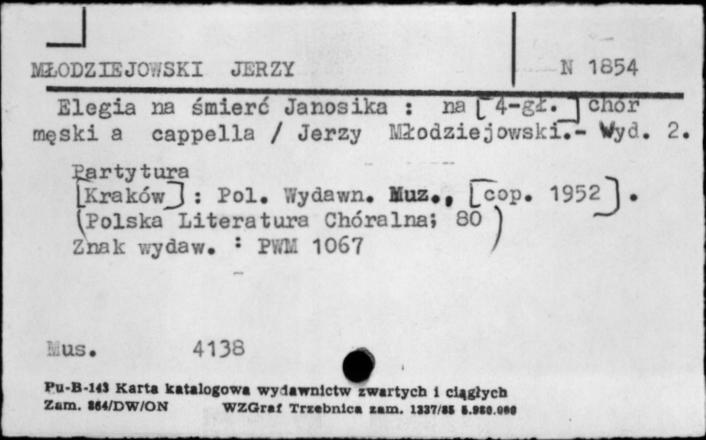 MŁODZIEJOWSKI JERZY N 1854
Elegia na śmierć Janosika : na [4-gł.] chór
męski a cappella / Jerzy Młodziejowski.- Wyd. 2.
Partytura
[Kraków] : Pol. Wydawn. Muz., [cop. 1952].
(Polska Literatura Chóralna; 80)
Znak wydaw. : PWM 1067
Mus. 4138
Pu-B-143 Karta katalogowa wydawnictw zwartych i ciągłych
Zam. 864/DW/ON WZGraf Trzebnica zam. 1337/85 5.980.000